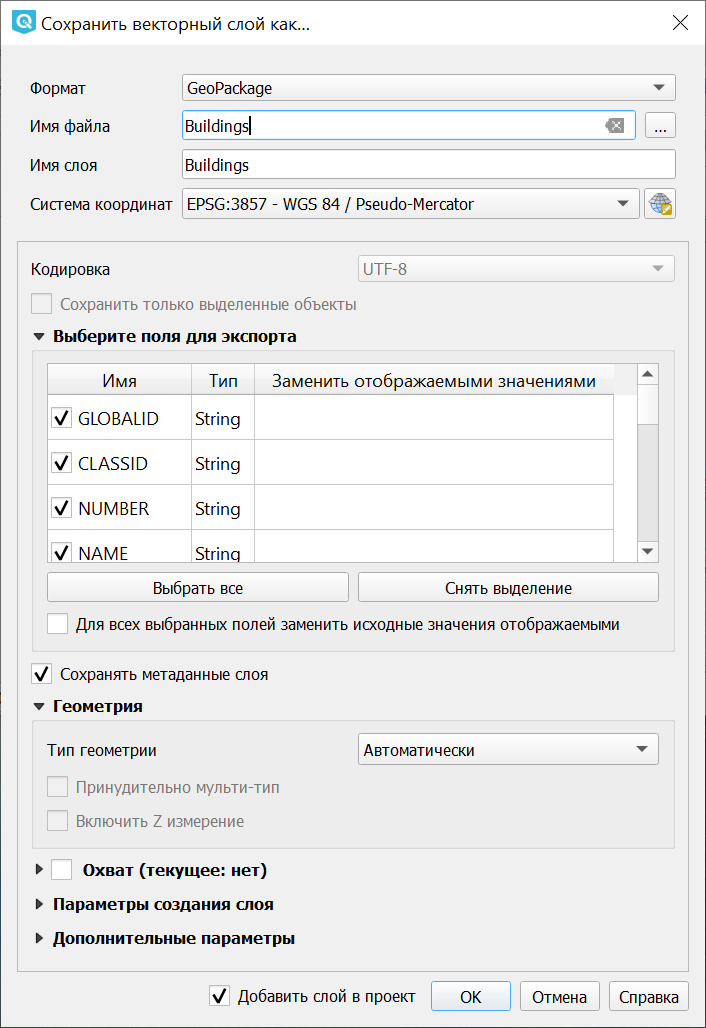 Сохранить векторный слой как...
Формат GeoPackage
Имя файла Buildings ...
Имя слоя Buildings
Система координат EPSG:3857 - WGS 84 / Pseudo-Mercator
Кодировка UTF-8
Сохранить только выделенные объекты
Выберите поля для экспорта
Имя Тип Заменить отображаемыми значениями
GLOBALID String
CLASSID String
NUMBER String
NAME String
Выбрать все Снять выделение
Для всех выбранных полей заменить исходные значения отображаемыми
Сохранять метаданные слоя
Геометрия
Тип геометрии Автоматически
Принудительно мульти-тип
Включить Z измерение
Охват (текущее: нет)
Параметры создания слоя
Дополнительные параметры
Добавить слой в проект OK Отмена Справка